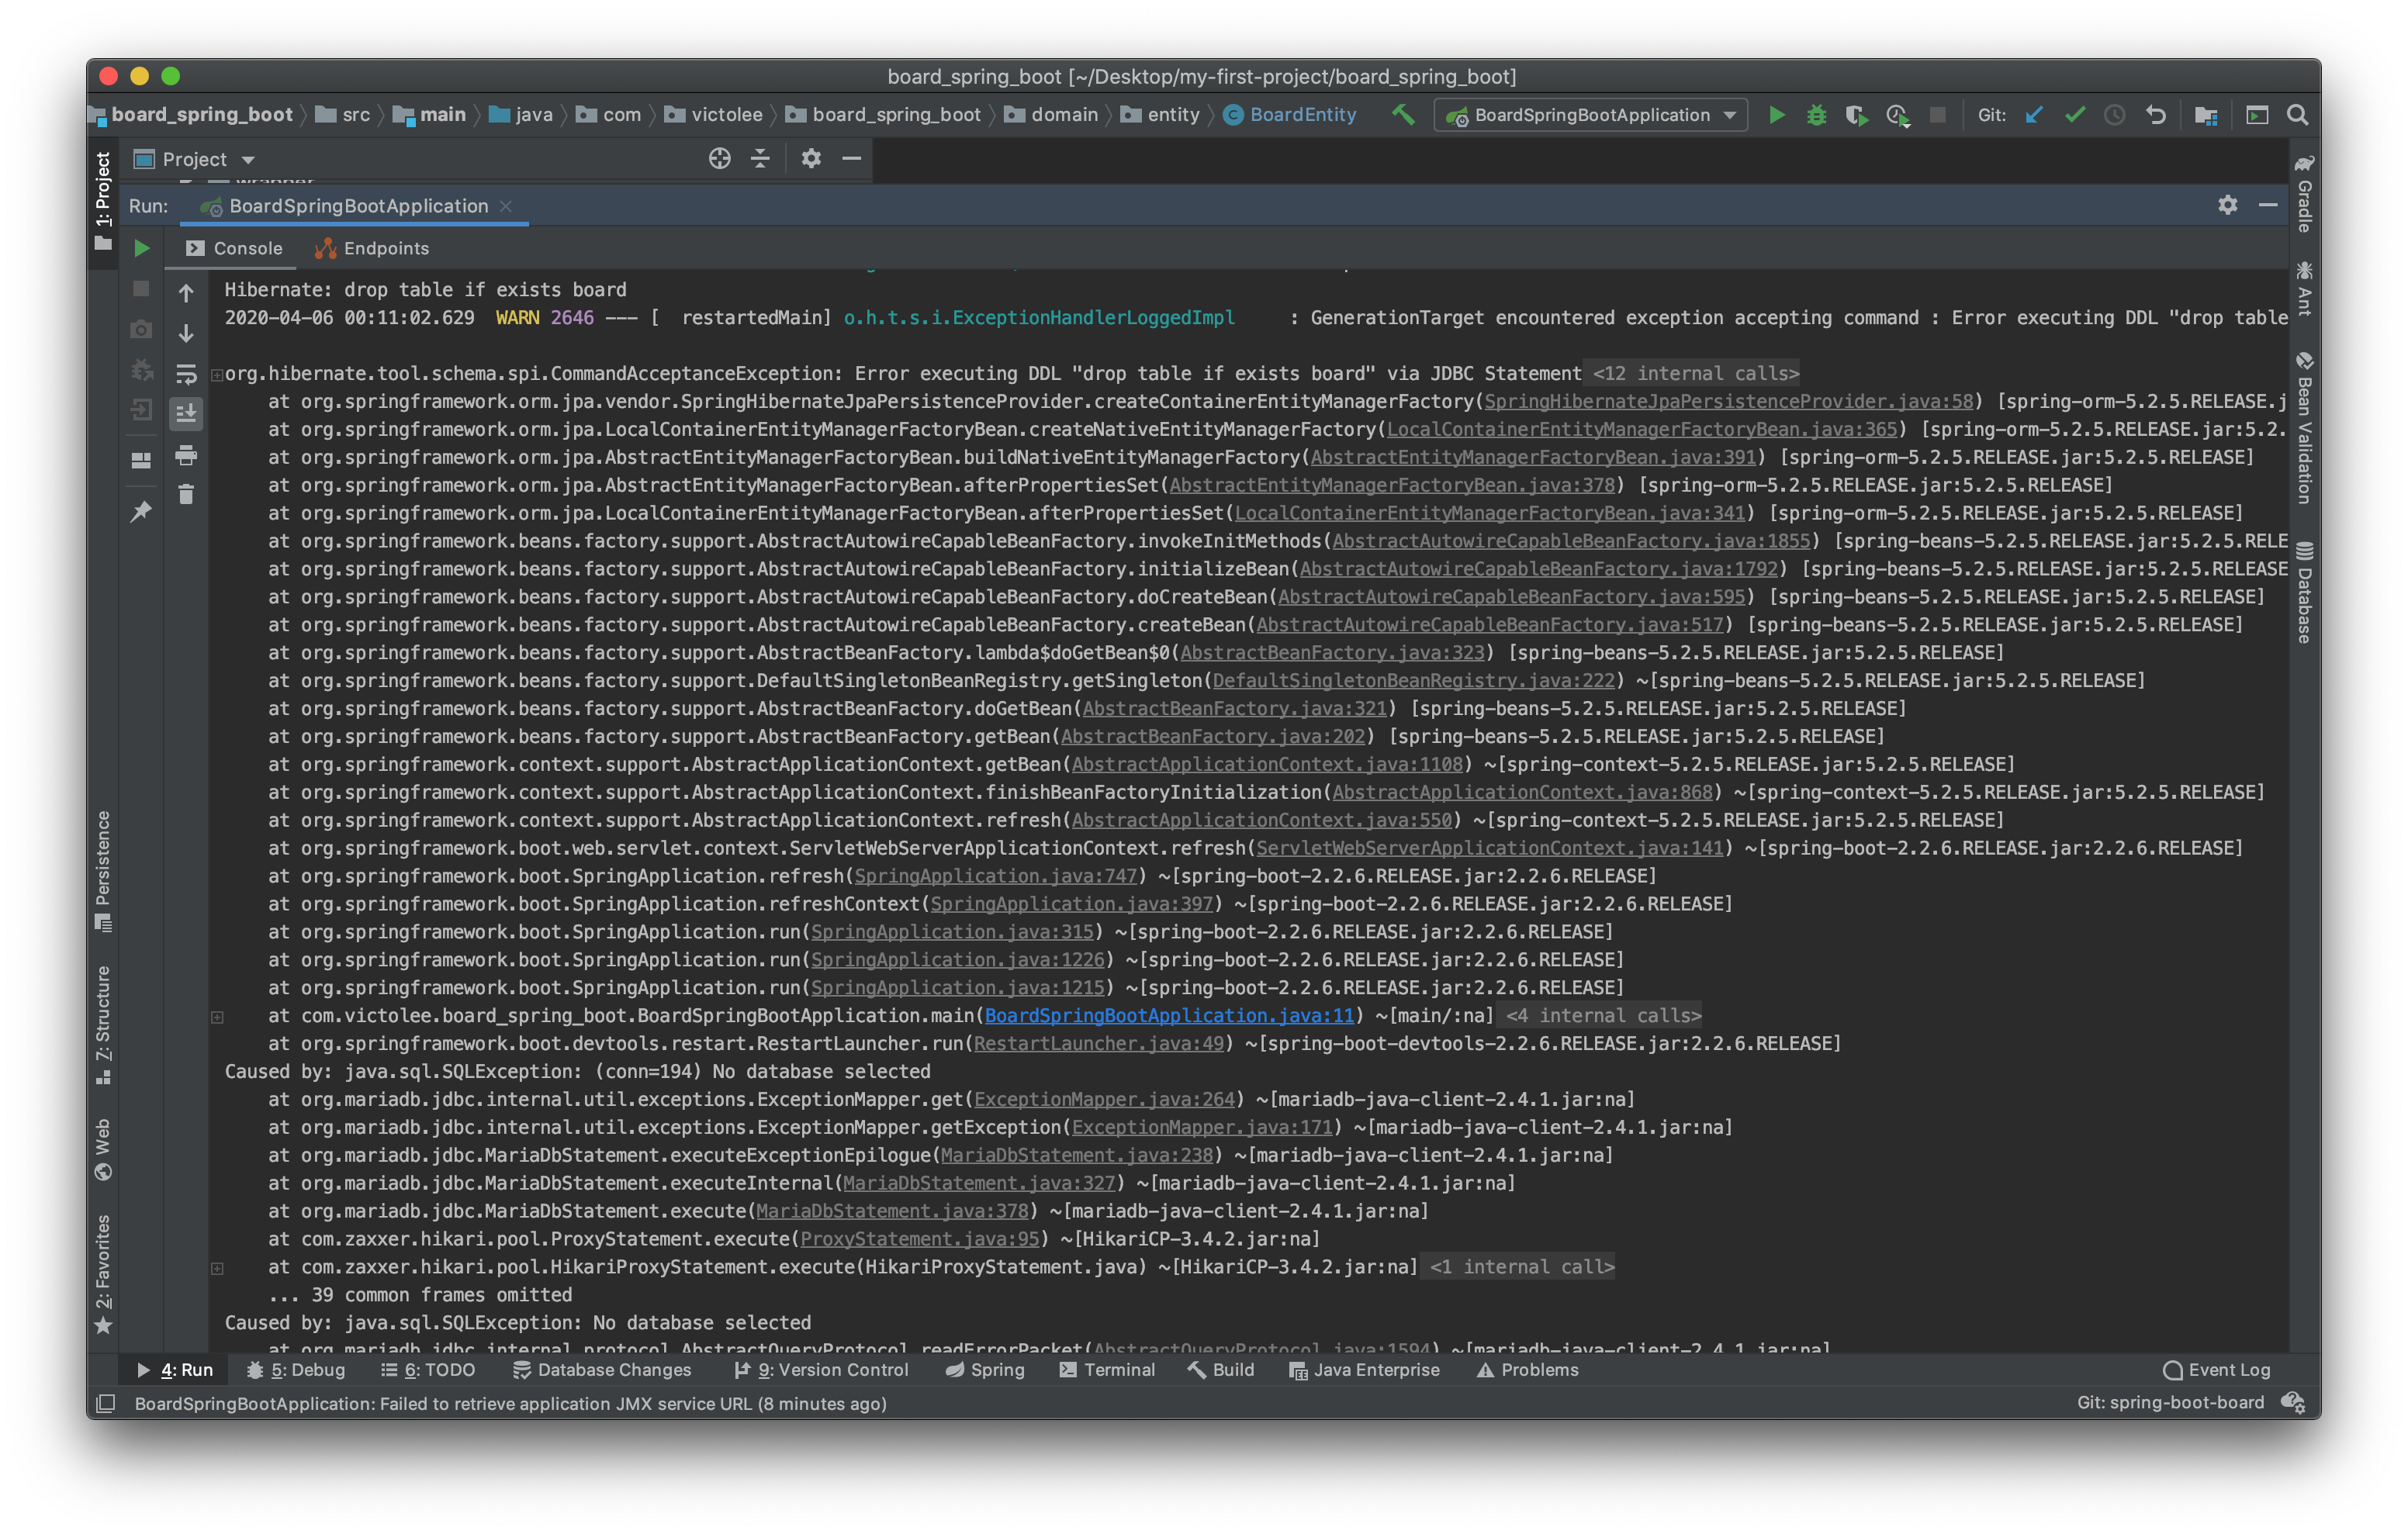 board_spring_boot [~/Desktop/my-first-project/board_spring_boot]
board_spring_boot src main java com victolee board_spring_boot domain entity BoardEntity BoardSpringBootApplication Git:
1: Project
Project
wrapper
Run: BoardSpringBootApplication
Console Endpoints
Hibernate: drop table if exists board
2020-04-06 00:11:02.629 WARN 2646 --- [ restartedMain] o.h.t.s.i.ExceptionHandlerLoggedImpl : GenerationTarget encountered exception accepting command : Error executing DDL "drop table
org.hibernate.tool.schema.spi.CommandAcceptanceException: Error executing DDL "drop table if exists board" via JDBC Statement <12 internal calls>
at org.springframework.orm.jpa.vendor.SpringHibernateJpaPersistenceProvider.createContainerEntityManagerFactory(SpringHibernateJpaPersistenceProvider.java:58) [spring-orm-5.2.5.RELEASE.j
at org.springframework.orm.jpa.LocalContainerEntityManagerFactoryBean.createNativeEntityManagerFactory(LocalContainerEntityManagerFactoryBean.java:365) [spring-orm-5.2.5.RELEASE.jar:5.2.
at org.springframework.orm.jpa.AbstractEntityManagerFactoryBean.buildNativeEntityManagerFactory(AbstractEntityManagerFactoryBean.java:391) [spring-orm-5.2.5.RELEASE.jar:5.2.5.RELEASE]
at org.springframework.orm.jpa.AbstractEntityManagerFactoryBean.afterPropertiesSet(AbstractEntityManagerFactoryBean.java:378) [spring-orm-5.2.5.RELEASE.jar:5.2.5.RELEASE]
at org.springframework.orm.jpa.LocalContainerEntityManagerFactoryBean.afterPropertiesSet(LocalContainerEntityManagerFactoryBean.java:341) [spring-orm-5.2.5.RELEASE.jar:5.2.5.RELEASE]
at org.springframework.beans.factory.support.AbstractAutowireCapableBeanFactory.invokeInitMethods(AbstractAutowireCapableBeanFactory.java:1855) [spring-beans-5.2.5.RELEASE.jar:5.2.5.RELE
at org.springframework.beans.factory.support.AbstractAutowireCapableBeanFactory.initializeBean(AbstractAutowireCapableBeanFactory.java:1792) [spring-beans-5.2.5.RELEASE.jar:5.2.5.RELEASE
at org.springframework.beans.factory.support.AbstractAutowireCapableBeanFactory.doCreateBean(AbstractAutowireCapableBeanFactory.java:595) [spring-beans-5.2.5.RELEASE.jar:5.2.5.RELEASE]
at org.springframework.beans.factory.support.AbstractAutowireCapableBeanFactory.createBean(AbstractAutowireCapableBeanFactory.java:517) [spring-beans-5.2.5.RELEASE.jar:5.2.5.RELEASE]
at org.springframework.beans.factory.support.AbstractBeanFactory.lambda$doGetBean$0(AbstractBeanFactory.java:323) [spring-beans-5.2.5.RELEASE.jar:5.2.5.RELEASE]
at org.springframework.beans.factory.support.DefaultSingletonBeanRegistry.getSingleton(DefaultSingletonBeanRegistry.java:222) ~[spring-beans-5.2.5.RELEASE.jar:5.2.5.RELEASE]
at org.springframework.beans.factory.support.AbstractBeanFactory.doGetBean(AbstractBeanFactory.java:321) [spring-beans-5.2.5.RELEASE.jar:5.2.5.RELEASE]
at org.springframework.beans.factory.support.AbstractBeanFactory.getBean(AbstractBeanFactory.java:202) [spring-beans-5.2.5.RELEASE.jar:5.2.5.RELEASE]
at org.springframework.context.support.AbstractApplicationContext.getBean(AbstractApplicationContext.java:1108) ~[spring-context-5.2.5.RELEASE.jar:5.2.5.RELEASE]
at org.springframework.context.support.AbstractApplicationContext.finishBeanFactoryInitialization(AbstractApplicationContext.java:868) ~[spring-context-5.2.5.RELEASE.jar:5.2.5.RELEASE]
at org.springframework.context.support.AbstractApplicationContext.refresh(AbstractApplicationContext.java:550) ~[spring-context-5.2.5.RELEASE.jar:5.2.5.RELEASE]
at org.springframework.boot.web.servlet.context.ServletWebServerApplicationContext.refresh(ServletWebServerApplicationContext.java:141) ~[spring-boot-2.2.6.RELEASE.jar:2.2.6.RELEASE]
at org.springframework.boot.SpringApplication.refresh(SpringApplication.java:747) ~[spring-boot-2.2.6.RELEASE.jar:2.2.6.RELEASE]
at org.springframework.boot.SpringApplication.refreshContext(SpringApplication.java:397) ~[spring-boot-2.2.6.RELEASE.jar:2.2.6.RELEASE]
at org.springframework.boot.SpringApplication.run(SpringApplication.java:315) ~[spring-boot-2.2.6.RELEASE.jar:2.2.6.RELEASE]
at org.springframework.boot.SpringApplication.run(SpringApplication.java:1226) ~[spring-boot-2.2.6.RELEASE.jar:2.2.6.RELEASE]
at org.springframework.boot.SpringApplication.run(SpringApplication.java:1215) ~[spring-boot-2.2.6.RELEASE.jar:2.2.6.RELEASE]
at com.victolee.board_spring_boot.BoardSpringBootApplication.main(BoardSpringBootApplication.java:11) ~[main/:na] <4 internal calls>
at org.springframework.boot.devtools.restart.RestartLauncher.run(RestartLauncher.java:49) ~[spring-boot-devtools-2.2.6.RELEASE.jar:2.2.6.RELEASE]
Caused by: java.sql.SQLException: (conn=194) No database selected
at org.mariadb.jdbc.internal.util.exceptions.ExceptionMapper.get(ExceptionMapper.java:264) ~[mariadb-java-client-2.4.1.jar:na]
at org.mariadb.jdbc.internal.util.exceptions.ExceptionMapper.getException(ExceptionMapper.java:171) ~[mariadb-java-client-2.4.1.jar:na]
at org.mariadb.jdbc.MariaDbStatement.executeExceptionEpilogue(MariaDbStatement.java:238) ~[mariadb-java-client-2.4.1.jar:na]
at org.mariadb.jdbc.MariaDbStatement.executeInternal(MariaDbStatement.java:327) ~[mariadb-java-client-2.4.1.jar:na]
at org.mariadb.jdbc.MariaDbStatement.execute(MariaDbStatement.java:378) ~[mariadb-java-client-2.4.1.jar:na]
at com.zaxxer.hikari.pool.ProxyStatement.execute(ProxyStatement.java:95) ~[HikariCP-3.4.2.jar:na]
at com.zaxxer.hikari.pool.HikariProxyStatement.execute(HikariProxyStatement.java) ~[HikariCP-3.4.2.jar:na] <1 internal call>
... 39 common frames omitted
Caused by: java.sql.SQLException: No database selected
at org.mariadb.jdbc.internal.protocol.AbstractQueryProtocol.readErrorPacket(AbstractQueryProtocol.java:1594) ~[mariadb-java-client-2.4.1.jar:na]
Persistence
7: Structure
Web
2: Favorites
Gradle
Ant
Bean Validation
Database
4: Run 5: Debug 6: TODO Database Changes 9: Version Control Spring Terminal Build Java Enterprise Problems Event Log
BoardSpringBootApplication: Failed to retrieve application JMX service URL (8 minutes ago) Git: spring-boot-board